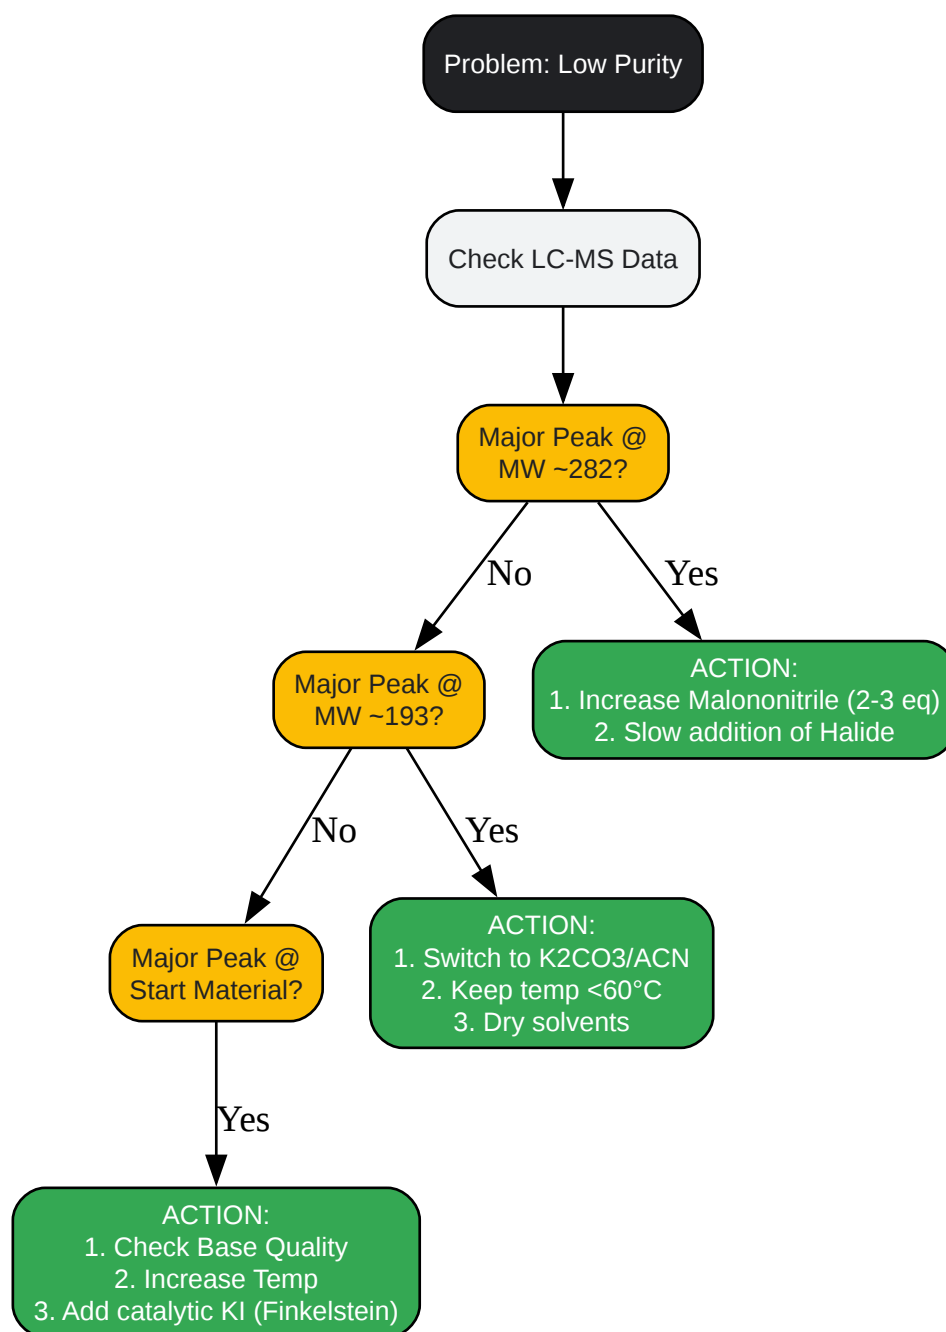 Problem: Low Purity
Check LC-MS Data
Major Peak @
MW ~282?
No
Yes
Major Peak @
MW ~193?
ACTION:
1. Increase Malononitrile (2-3 eq)
2. Slow addition of Halide
No
Yes
Major Peak @
Start Material?
ACTION:
1. Switch to K2CO3/ACN
2. Keep temp <60°C
3. Dry solvents
Yes
ACTION:
1. Check Base Quality
2. Increase Temp
3. Add catalytic KI (Finkelstein)